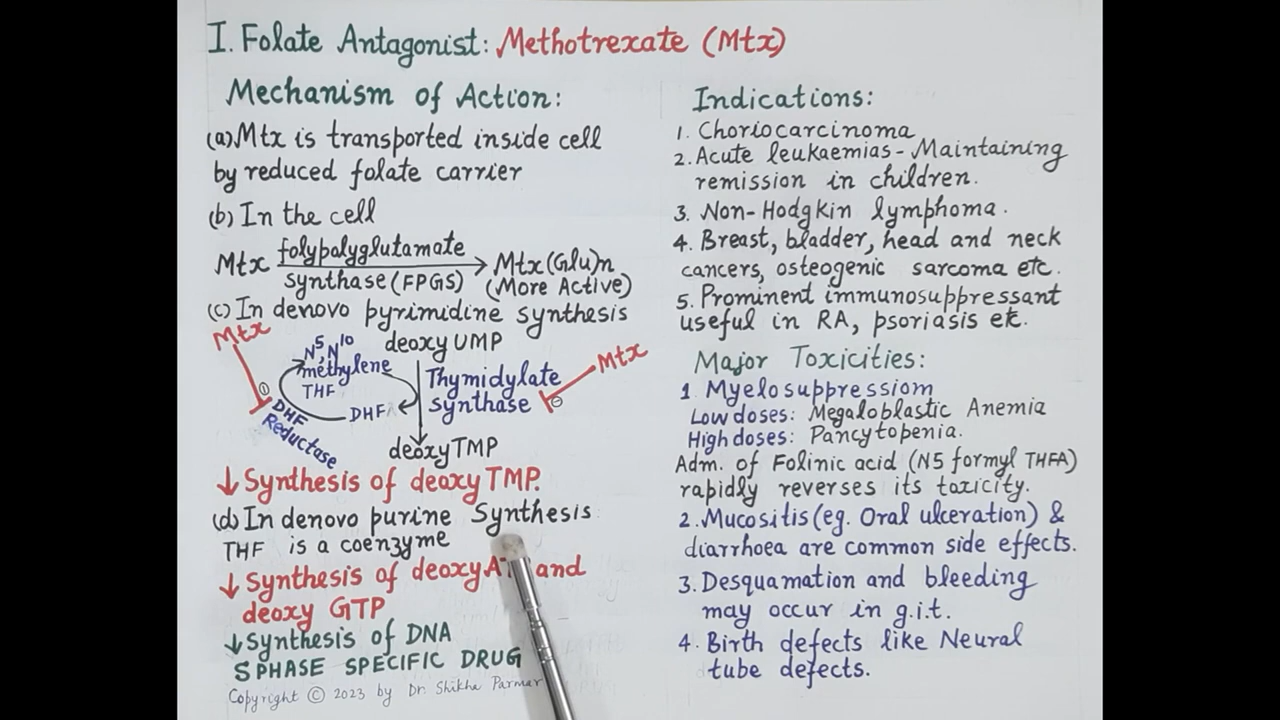 I. Folate Antagonist: Methotrexate (Mtx)
Mechanism of Action:
(a) Mtx is transported inside cell
by reduced folate carrier
(b) In the cell
Mtx folypolyglutamate
synthase (FPGS) Mtx(Glu)n
(More Active)
(c) In denovo pyrimidine synthesis
Mtx
N5,N10
methylene
THF
deoxy UMP
Thymidylate
synthase
Mtx
DHFA
DHF
Reductase
deoxyTMP
↓ Synthesis of deoxy TMP.
(d) In denovo purine Synthesis
THF is a coenzyme
↓ Synthesis of deoxy and
deoxy GTP
↓ Synthesis of DNA
S PHASE SPECIFIC DRUG
Copyright © 2023 by Dr. Shikha Parmar
Indications:
1. Choriocarcinoma
2. Acute leukaemias - Maintaining
remission in children.
3. Non-Hodgkin lymphoma.
4. Breast, bladder, head and neck
cancers, osteogenic sarcoma etc.
5. Prominent immunosuppressant
useful in RA, psoriasis etc.
Major Toxicities:
1 Myelosuppression
Low doses: Megaloblastic Anemia
High doses: Pancytopenia.
Adm. of Folinic acid (N5 formyl THFA)
rapidly reverses its toxicity.
2. Mucositis (eg. Oral ulceration) &
diarrhoea are common side effects.
3. Desquamation and bleeding
may occur in g.i.t.
4. Birth defects like Neural
tube defects.